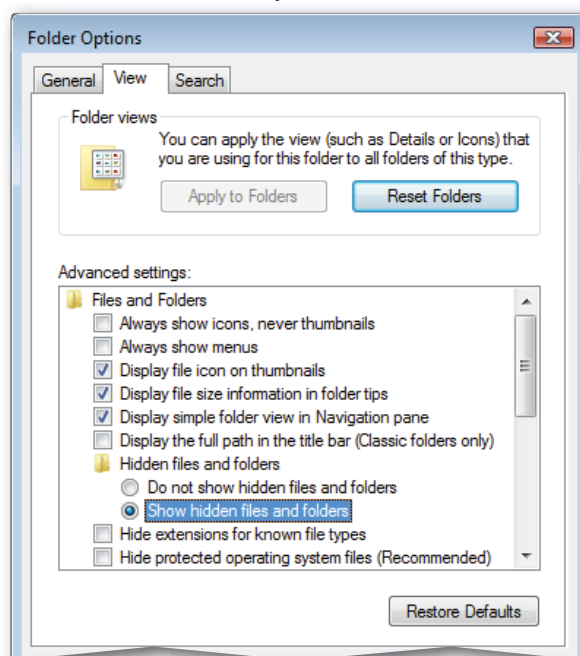 Folder Options
General View Search
Folder views
You can apply the view (such as Details or Icons) that
you are using for this folder to all folders of this type.
Apply to Folders Reset Folders
Advanced settings:
Files and Folders
Always show icons, never thumbnails
Always show menus
Display file icon on thumbnails
Display file size information in folder tips
Display simple folder view in Navigation pane
Display the full path in the title bar (Classic folders only)
Hidden files and folders
Do not show hidden files and folders
Show hidden files and folders
Hide extensions for known file types
Hide protected operating system files (Recommended)
Restore Defaults